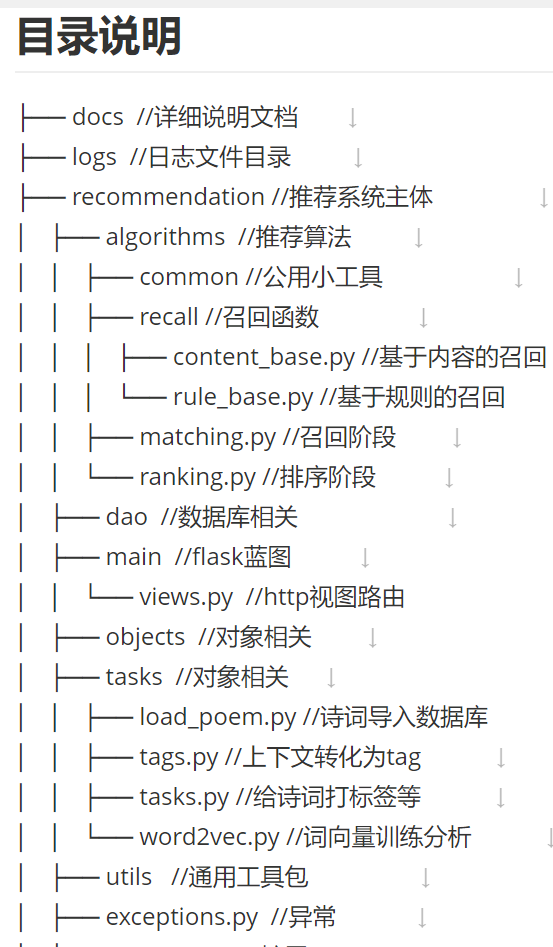 目录说明
├── docs  //详细说明文档 ↓
├── logs  //日志文件目录 ↓
├── recommendation //推荐系统主体 ↓
│   ├── algorithms  //推荐算法 ↓
│   │   ├── common //公用小工具 ↓
│   │   ├── recall //召回函数 ↓
│   │   │   ├── content_base.py //基于内容的召回
│   │   │   └── rule_base.py //基于规则的召回
│   │   ├── matching.py //召回阶段 ↓
│   │   └── ranking.py //排序阶段 ↓
│   ├── dao  //数据库相关 ↓
│   ├── main  //flask蓝图 ↓
│   │   └── views.py  //http视图路由
│   ├── objects  //对象相关 ↓
│   ├── tasks  //对象相关 ↓
│   │   ├── load_poem.py //诗词导入数据库
│   │   ├── tags.py //上下文转化为tag ↓
│   │   ├── tasks.py //给诗词打标签等 ↓
│   │   └── word2vec.py //词向量训练分析 ↓
│   ├── utils   //通用工具包 ↓
│   ├── exceptions.py  //异常 ↓